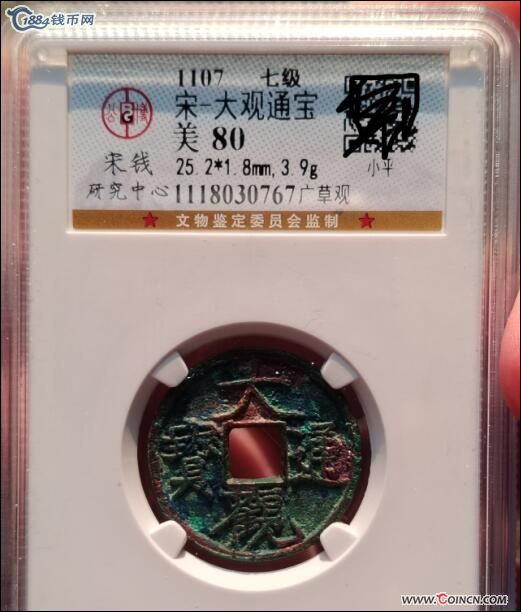 1884钱币网
1107 七级
宋-大观通宝
美 80
小平
宋钱
25.2*1.8mm,3.9g
研究中心
1118030767广草观
公 G 博
★ 文物鉴定委员会监制 ★
大觀通寶
WWW.COINCN.COM